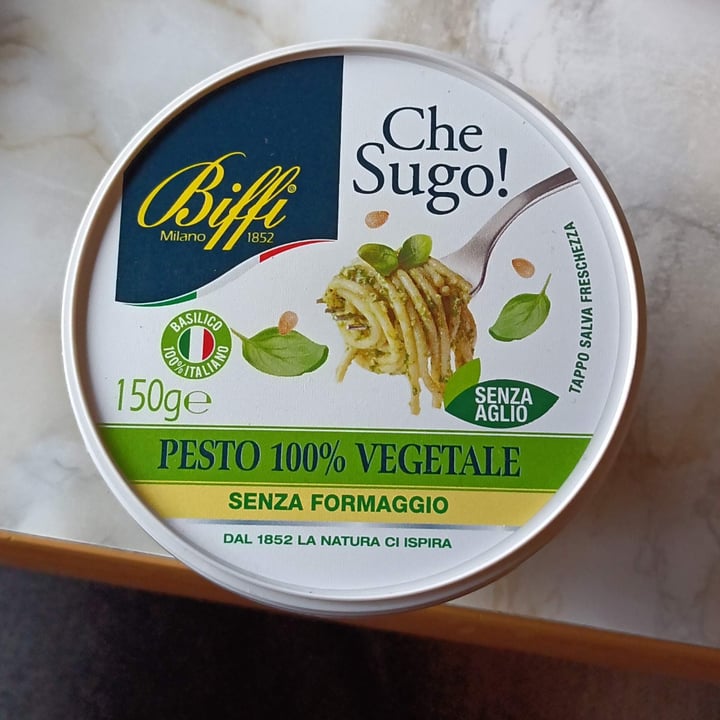 Che
Sugo!
Biffi®
Milano 1852
BASILICO
100% ITALIANO
TAPPO SALVA FRESCHEZZA
150g℮
SENZA
AGLIO
PESTO 100% VEGETALE
SENZA FORMAGGIO
DAL 1852 LA NATURA CI ISPIRA